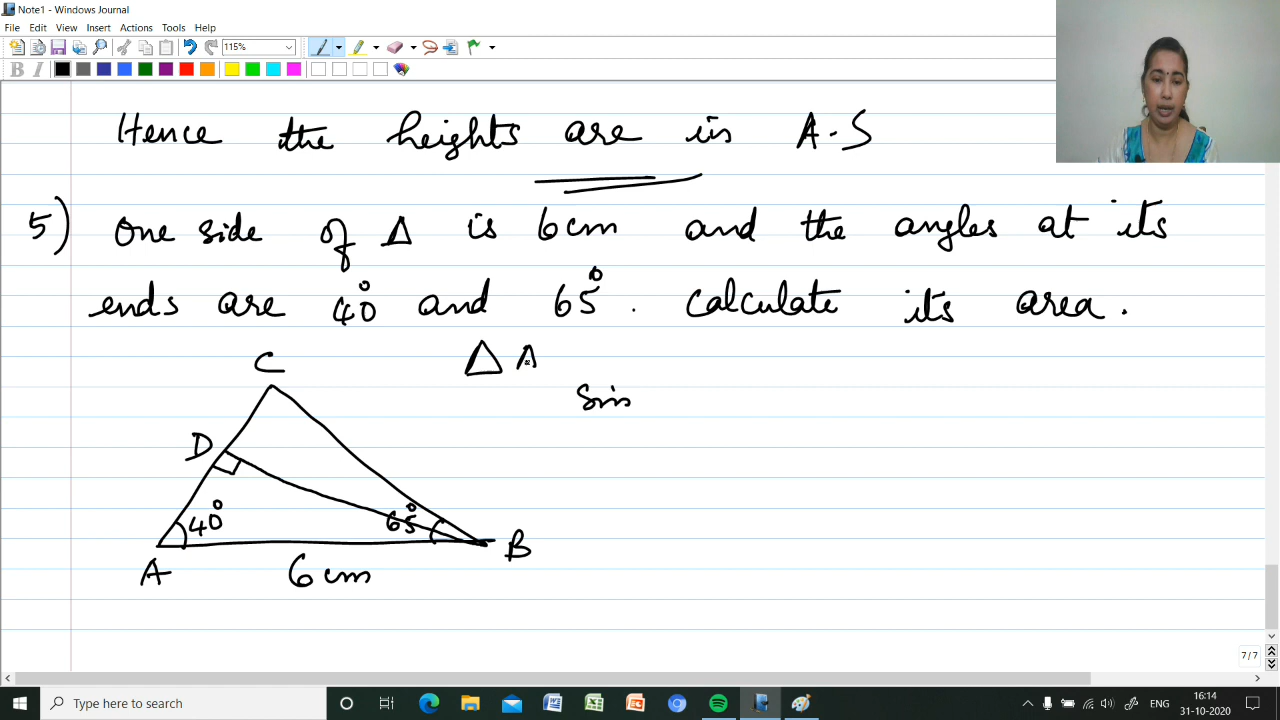 Note1 - Windows Journal
File Edit View Insert Actions Tools Help
115%
B I
Hence the heights are in A.S
5) One side of Δ is 6cm and the angles at its
ends are 40° and 65°. Calculate its area.
C
Δ A
Sin
D
40°
65°
A
B
6 cm
7/7
Type here to search
ENG
16:14
31-10-2020